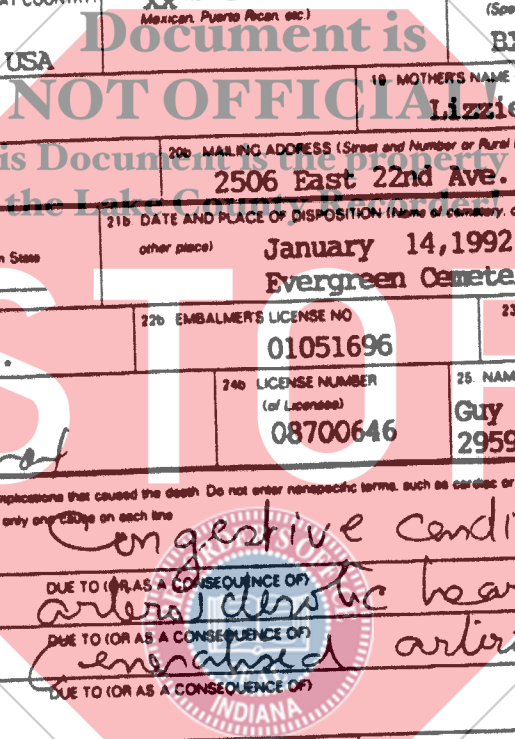 Mexican, Puerto Rican, etc.)
Document is
USA
NOT OFFICIAL!
19. MOTHER'S NAME
Lizzie
20b. MAILING ADDRESS (Street and Number or Rural
is Document is the property
2506 East 22nd Ave.
the Lake County Recorder!
21b. DATE AND PLACE OF DISPOSITION (Name of cemetery,
other place)
n State
January 14,1992
Evergreen Cemete
STOP
22b EMBALMER'S LICENSE NO
01051696
24b LICENSE NUMBER
(of Licensee)
08700646
25. NAM
Guy
2959
mplications that caused the death. Do not enter nonspecific terms, such as cardiac or
only one cause on each line
Congestive cardi
DUE TO (OR AS A CONSEQUENCE OF)
arteriosclerotic hear
DUE TO (OR AS A CONSEQUENCE OF)
Generalised arteri
DUE TO (OR AS A CONSEQUENCE OF)
INDIANA